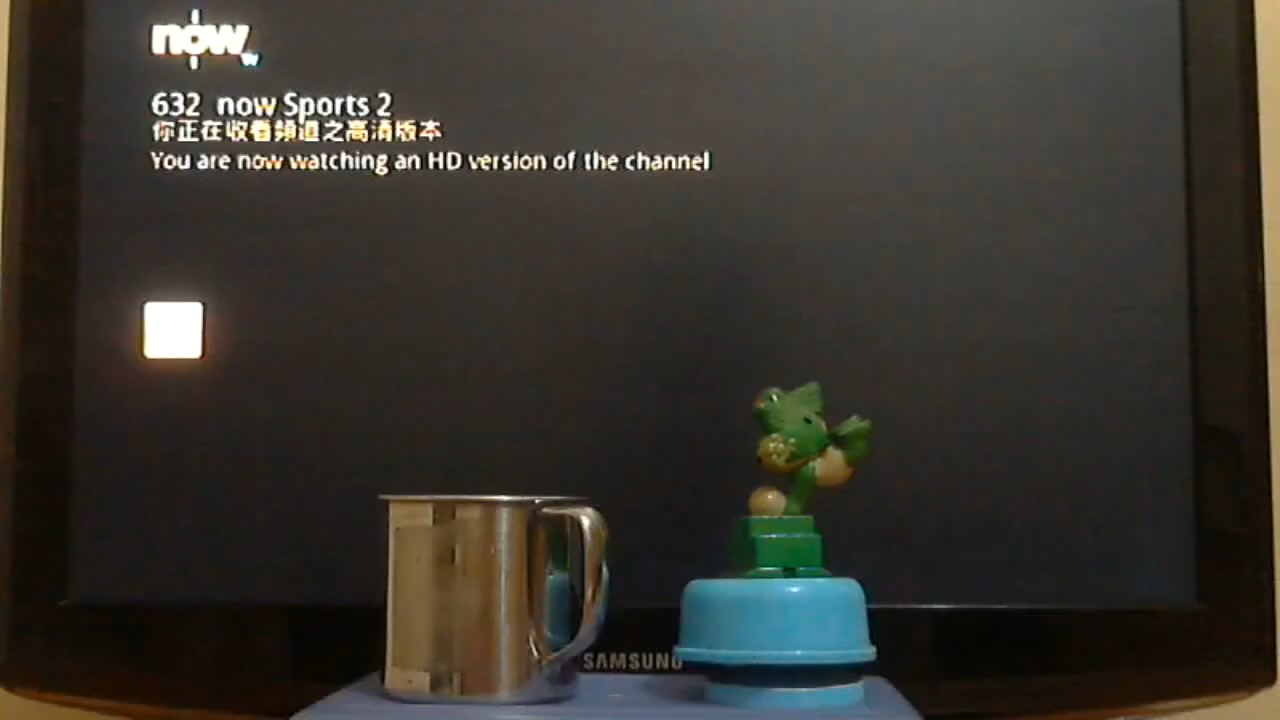 now
w
632 now Sports 2
你正在收看頻道之高清版本
You are now watching an HD version of the channel
SAMSUNG